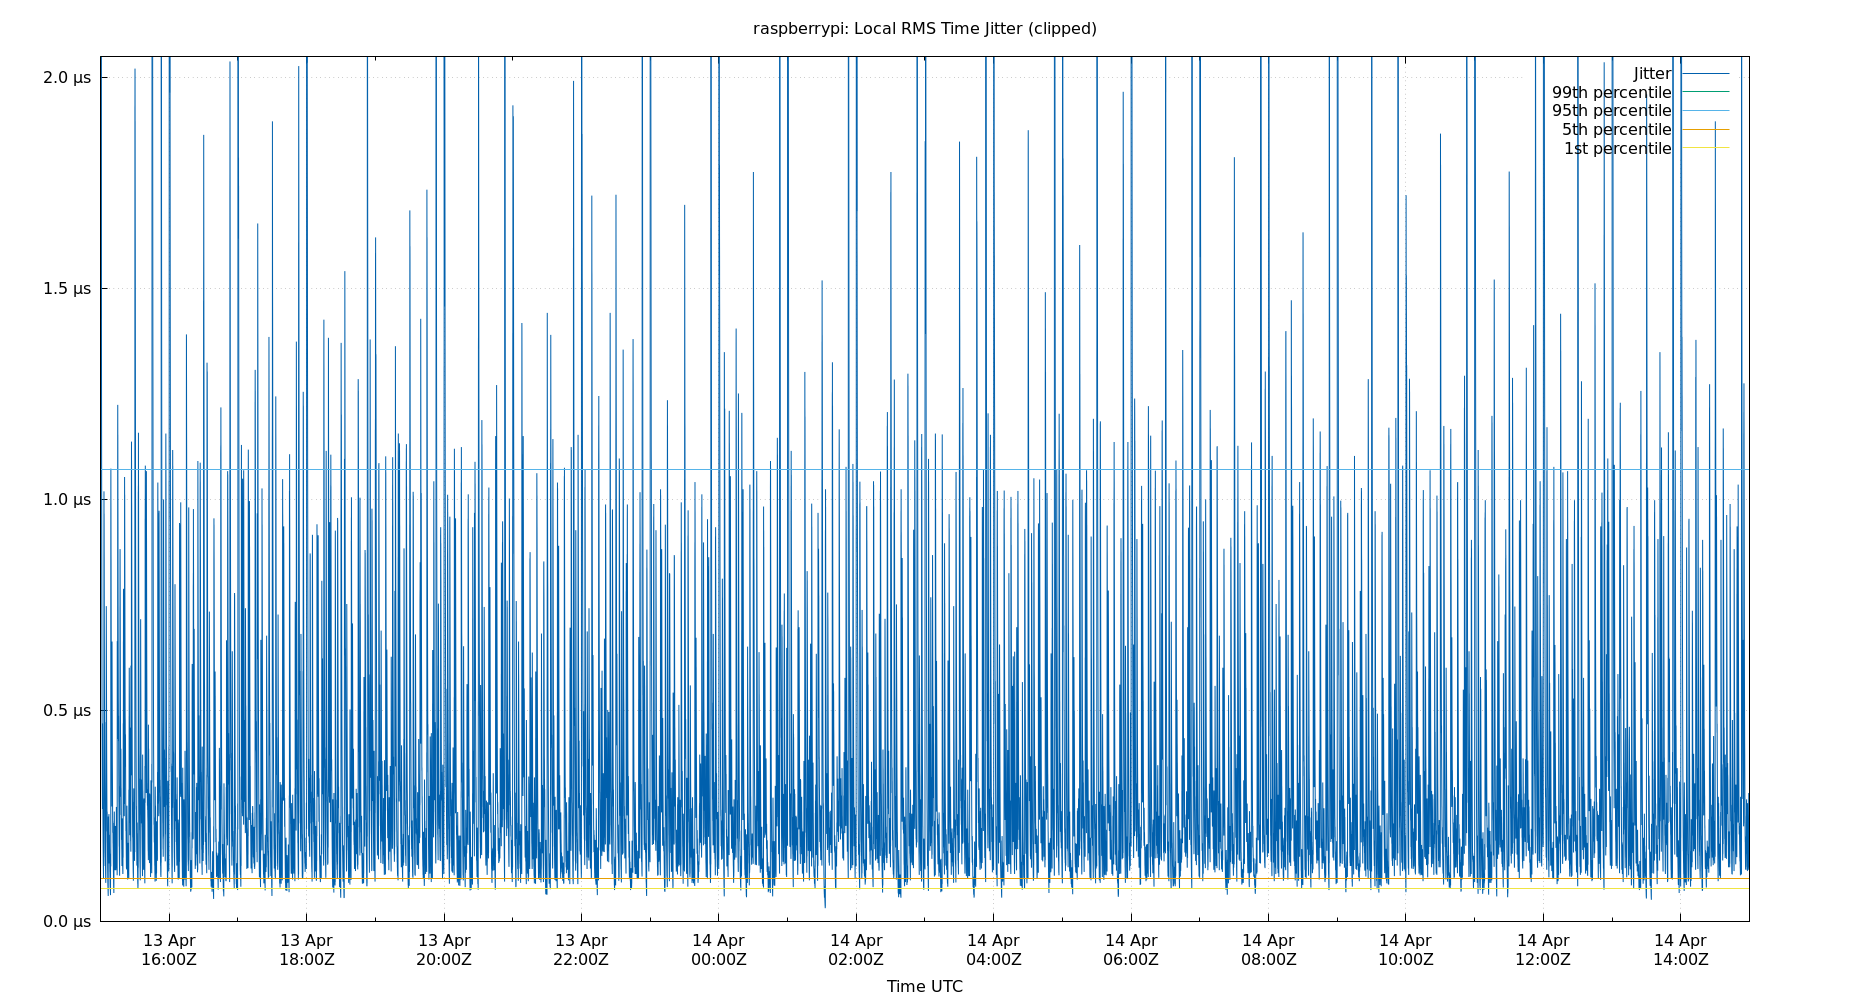 raspberrypi: Local RMS Time Jitter (clipped)
2.0 µs
1.5 µs
1.0 µs
0.5 µs
0.0 µs
Jitter
99th percentile
95th percentile
5th percentile
1st percentile
13 Apr 13 Apr 13 Apr 13 Apr 14 Apr 14 Apr 14 Apr 14 Apr 14 Apr 14 Apr 14 Apr 14 Apr
16:00Z 18:00Z 20:00Z 22:00Z 00:00Z 02:00Z 04:00Z 06:00Z 08:00Z 10:00Z 12:00Z 14:00Z
Time UTC